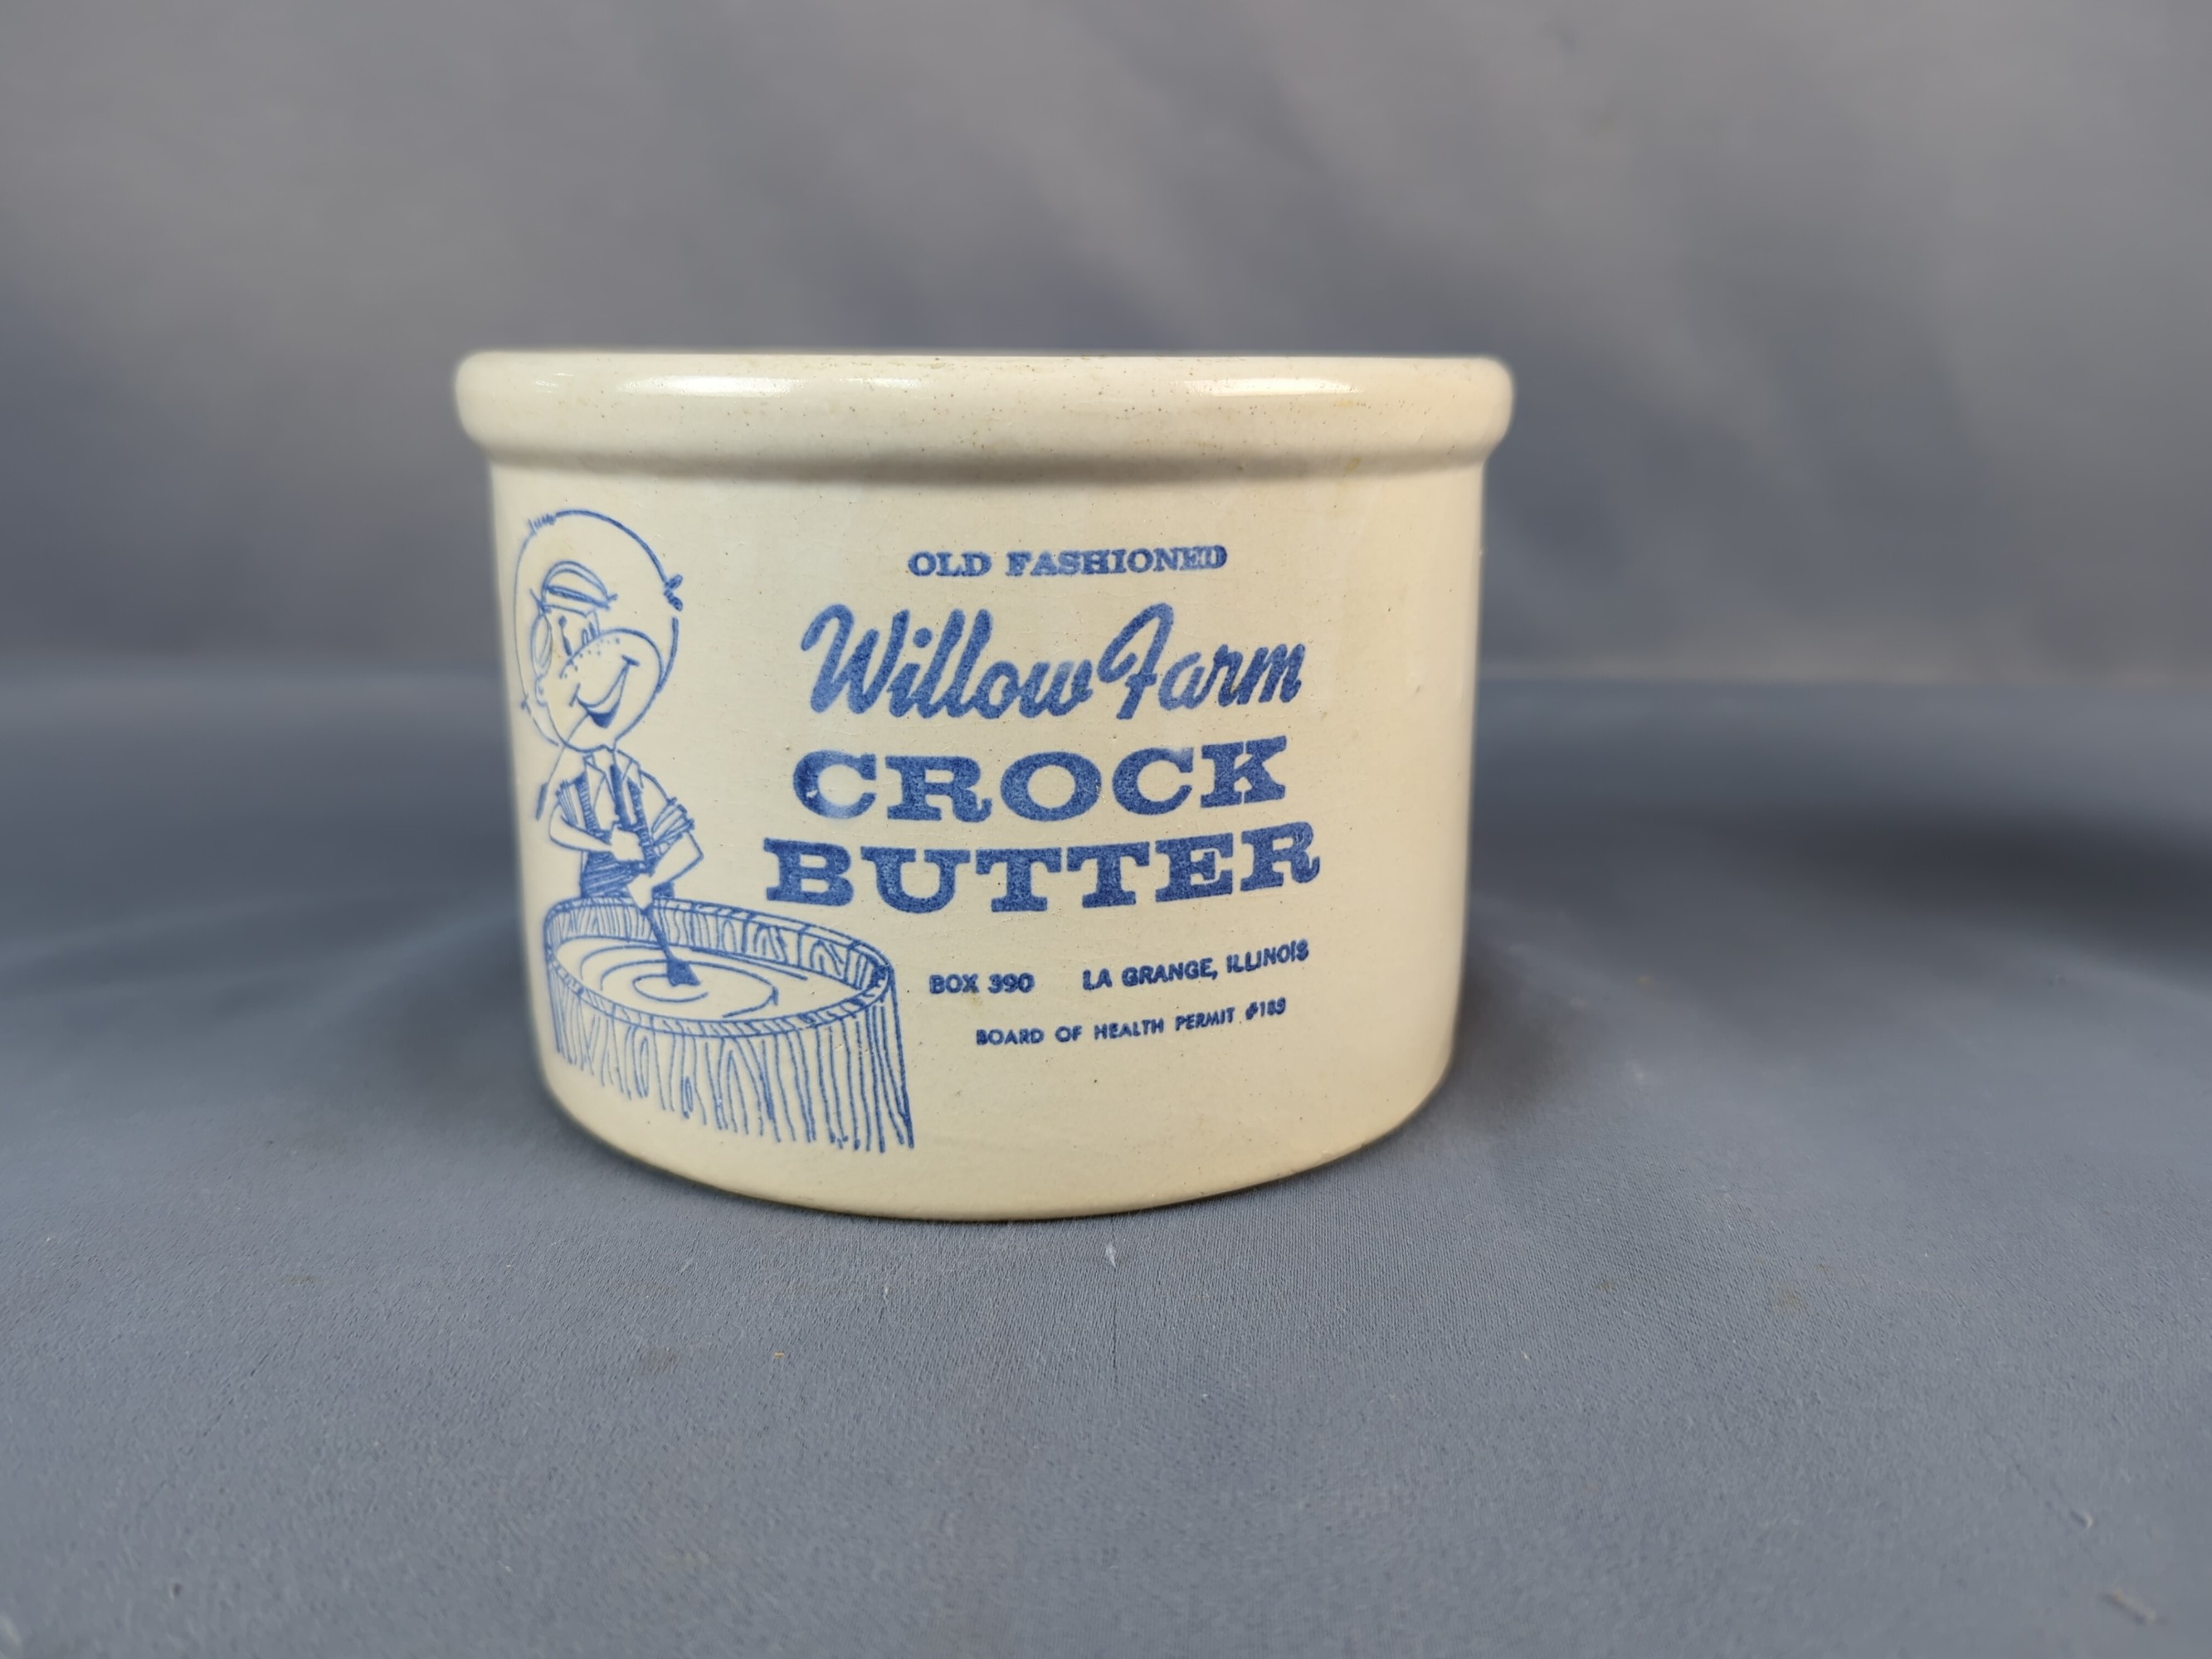 OLD FASHIONED
Willow Farm
CROCK
BUTTER
BOX 390 LA GRANGE, ILLINOIS
BOARD OF HEALTH PERMIT #189